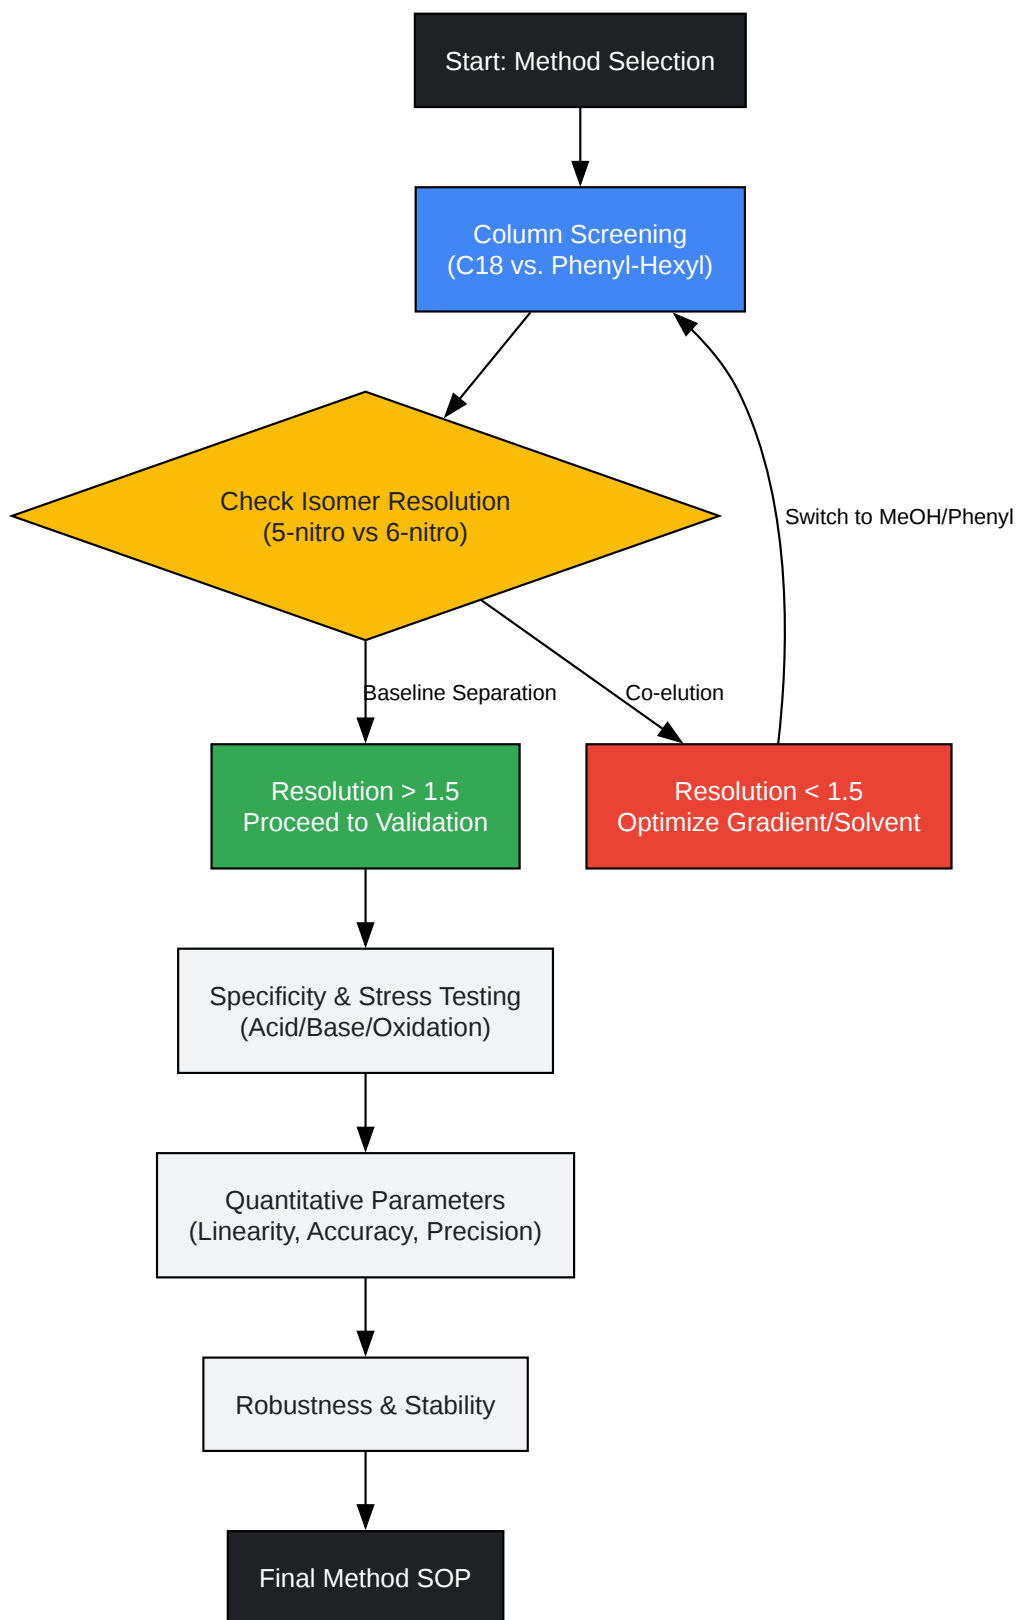 Start: Method Selection
Column Screening
(C18 vs. Phenyl-Hexyl)
Check Isomer Resolution
(5-nitro vs 6-nitro)
Switch to MeOH/Phenyl
Baseline Separation
Co-elution
Resolution > 1.5
Proceed to Validation
Resolution < 1.5
Optimize Gradient/Solvent
Specificity & Stress Testing
(Acid/Base/Oxidation)
Quantitative Parameters
(Linearity, Accuracy, Precision)
Robustness & Stability
Final Method SOP